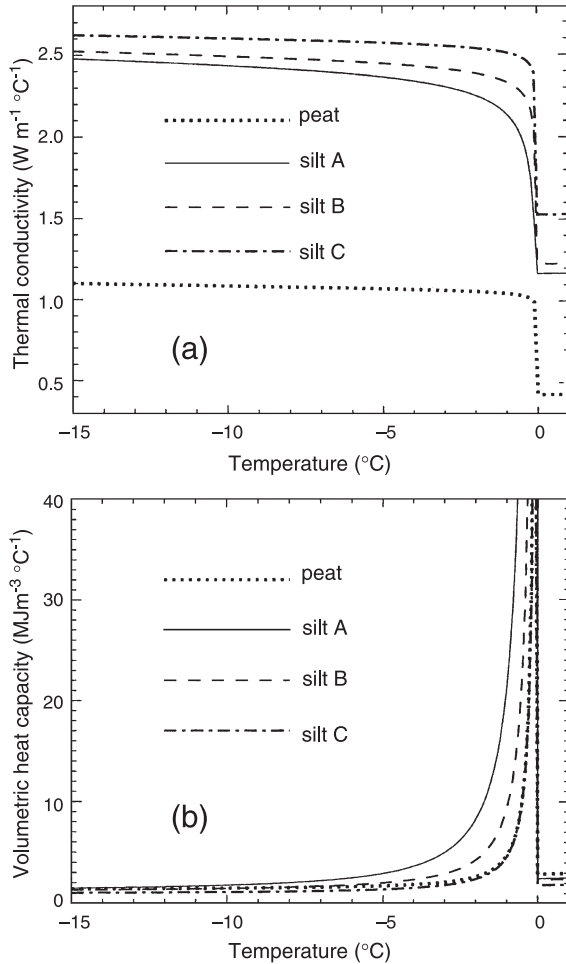 Thermal conductivity (W m⁻¹ °C⁻¹)
2.5
2.0
1.5
1.0
0.5
peat
silt A
silt B
silt C
(a)
−15 −10 −5 0
Temperature (°C)
Volumetric heat capacity (MJm⁻³ °C⁻¹)
40
30
20
10
0
peat
silt A
silt B
silt C
(b)
−15 −10 −5 0
Temperature (°C)